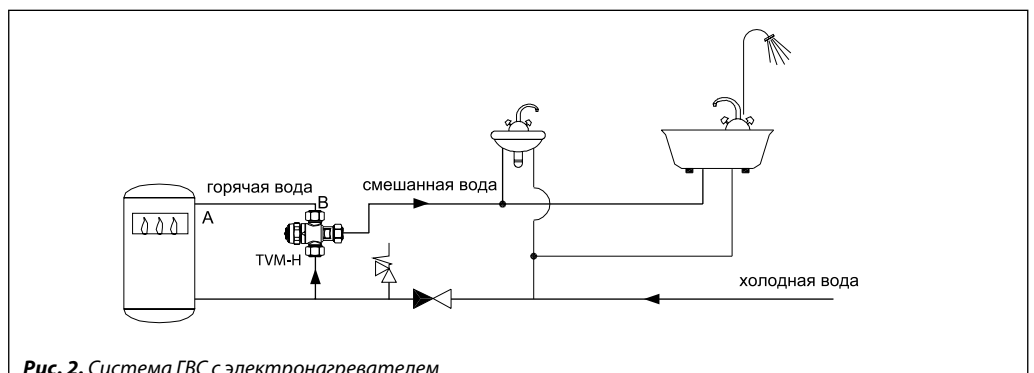 горячая вода
A
B
смешанная вода
TVM-H
холодная вода
Рис. 2. Система ГВС с электронагревателем